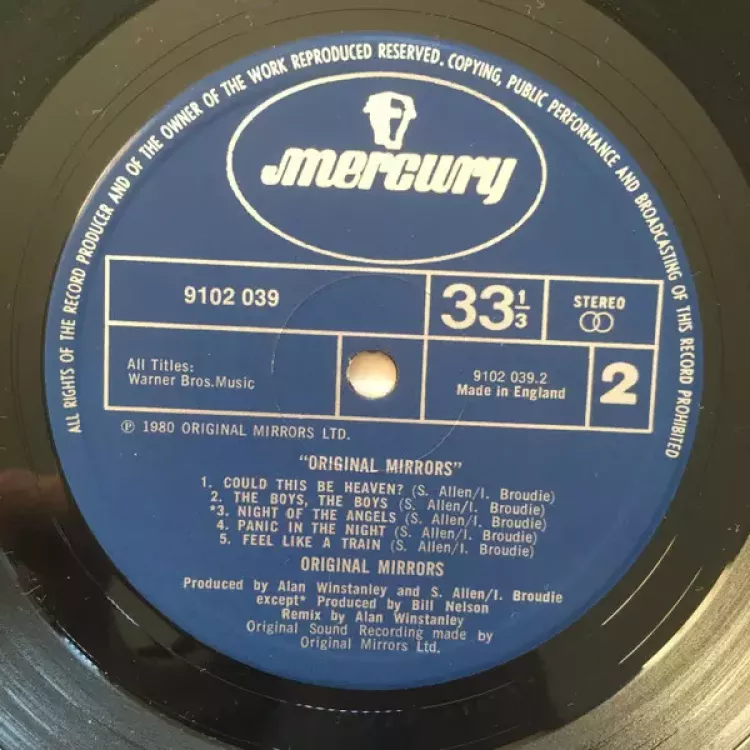 ALL RIGHTS OF THE RECORD PRODUCER AND OF THE OWNER OF THE WORK REPRODUCED RESERVED. COPYING, PUBLIC PERFORMANCE AND BROADCASTING OF THIS RECORD PROHIBITED
mercury
9102 039
33⅓
STEREO
All Titles:
Warner Bros.Music
9102 039.2
Made in England
2
℗ 1980 ORIGINAL MIRRORS LTD.
"ORIGINAL MIRRORS"
1. COULD THIS BE HEAVEN? (S. Allen/I. Broudie)
2. THE BOYS, THE BOYS (S. Allen/I. Broudie)
*3. NIGHT OF THE ANGELS (S. Allen/I. Broudie)
4. PANIC IN THE NIGHT (S. Allen/I. Broudie)
5. FEEL LIKE A TRAIN (S. Allen/I. Broudie)
ORIGINAL MIRRORS
Produced by Alan Winstanley and S. Allen/I. Broudie
except* Produced by Bill Nelson
Remix by Alan Winstanley
Original Sound Recording made by
Original Mirrors Ltd.